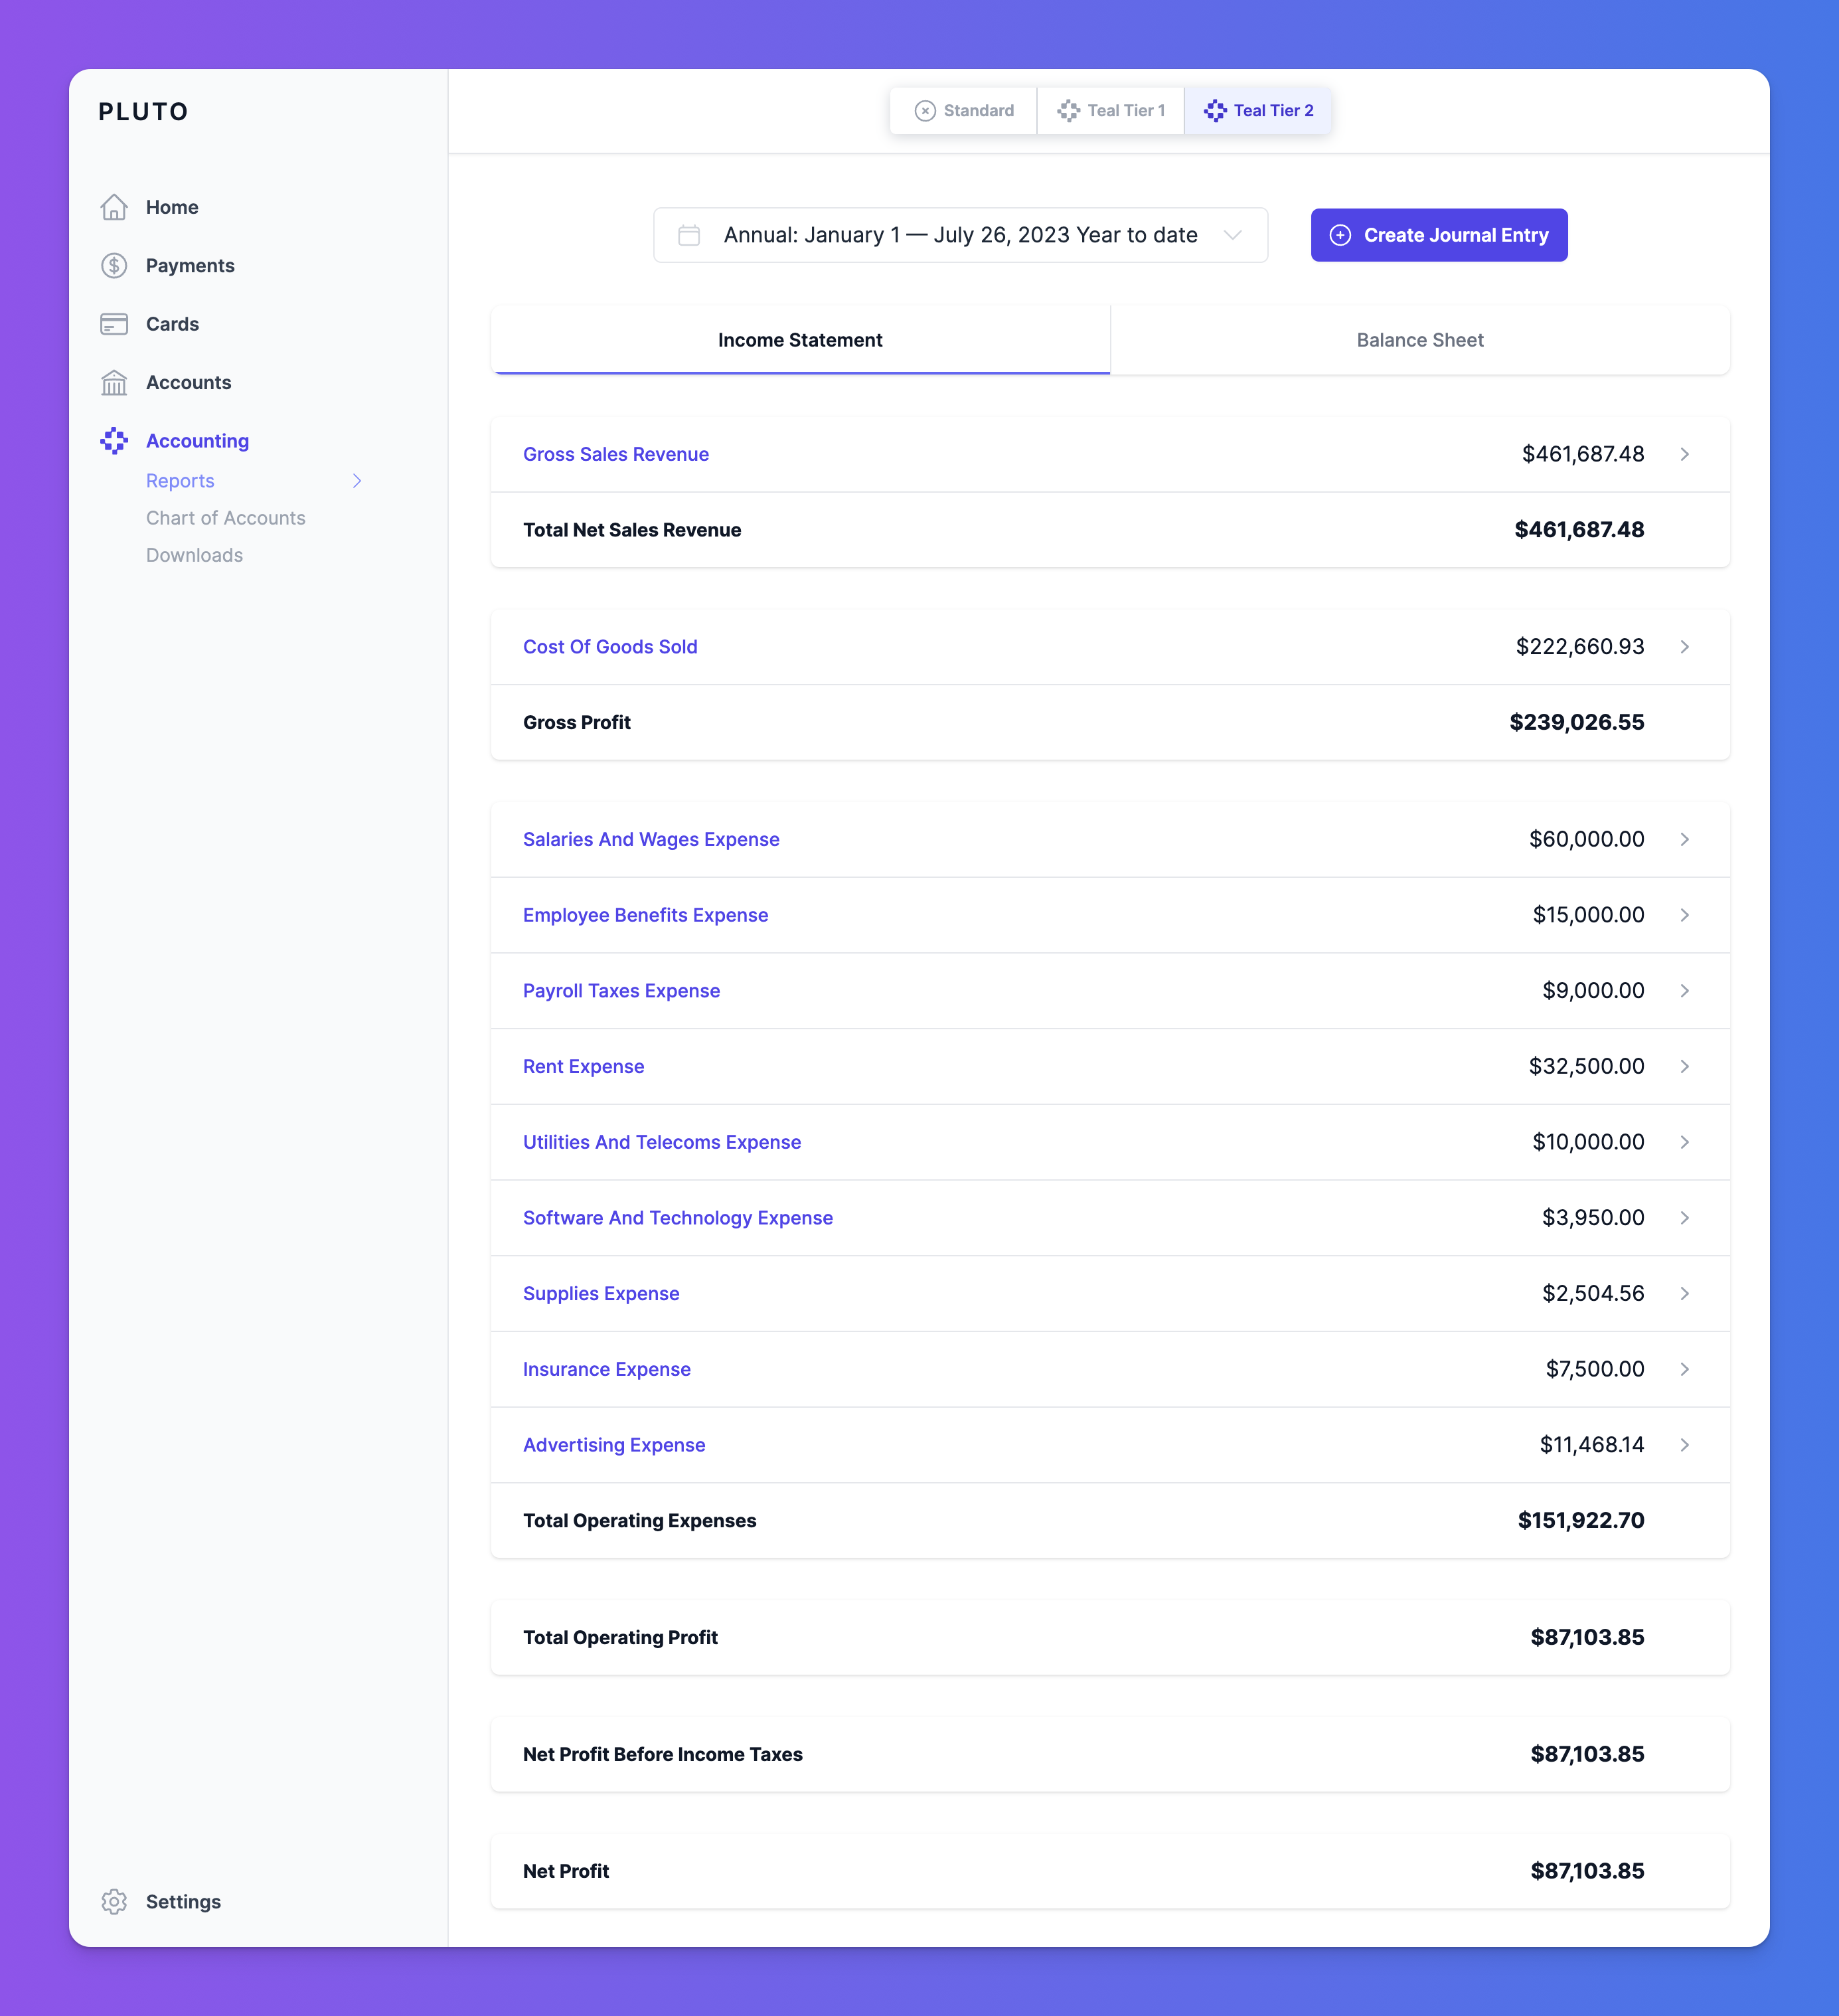 PLUTO
Home
Payments
Cards
Accounts
Accounting
Reports
Chart of Accounts
Downloads
Settings
Standard
Teal Tier 1
Teal Tier 2
Annual: January 1 — July 26, 2023 Year to date
Create Journal Entry
Income Statement
Balance Sheet
Gross Sales Revenue $461,687.48
Total Net Sales Revenue $461,687.48
Cost Of Goods Sold $222,660.93
Gross Profit $239,026.55
Salaries And Wages Expense $60,000.00
Employee Benefits Expense $15,000.00
Payroll Taxes Expense $9,000.00
Rent Expense $32,500.00
Utilities And Telecoms Expense $10,000.00
Software And Technology Expense $3,950.00
Supplies Expense $2,504.56
Insurance Expense $7,500.00
Advertising Expense $11,468.14
Total Operating Expenses $151,922.70
Total Operating Profit $87,103.85
Net Profit Before Income Taxes $87,103.85
Net Profit $87,103.85